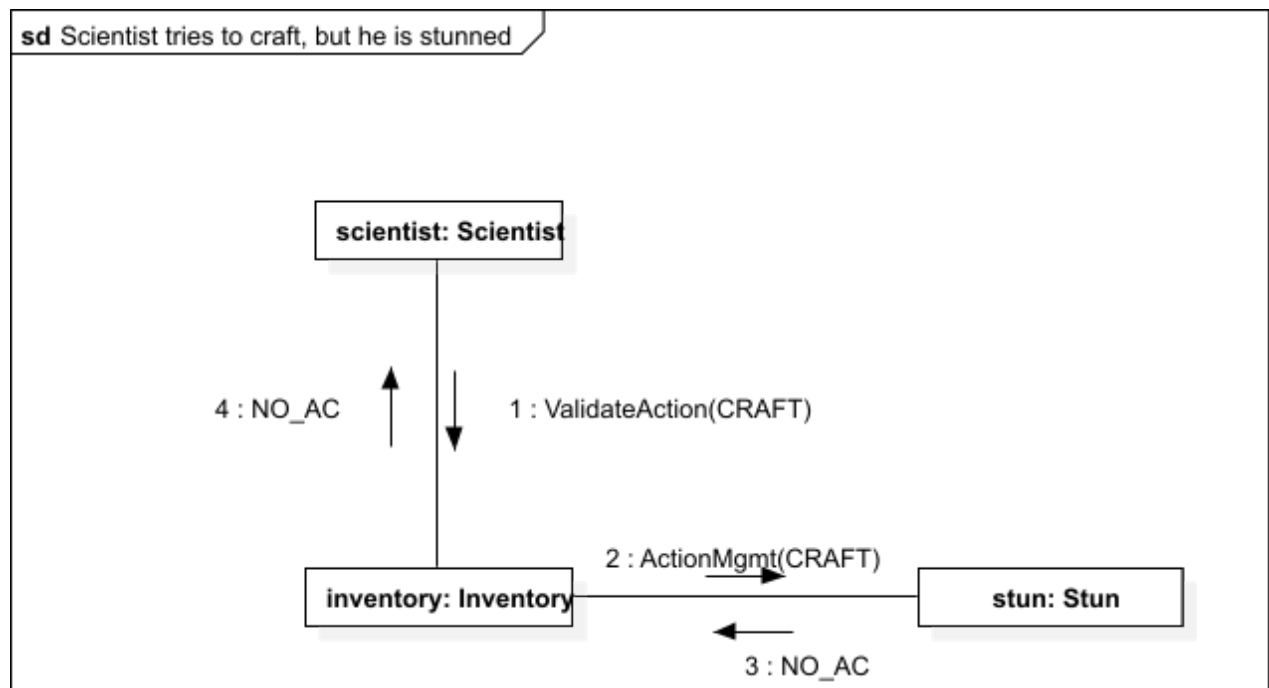 sd Scientist tries to craft, but he is stunned
scientist: Scientist
4 : NO_AC
1 : ValidateAction(CRAFT)
2 : ActionMgmt(CRAFT)
inventory: Inventory
stun: Stun
3 : NO_AC